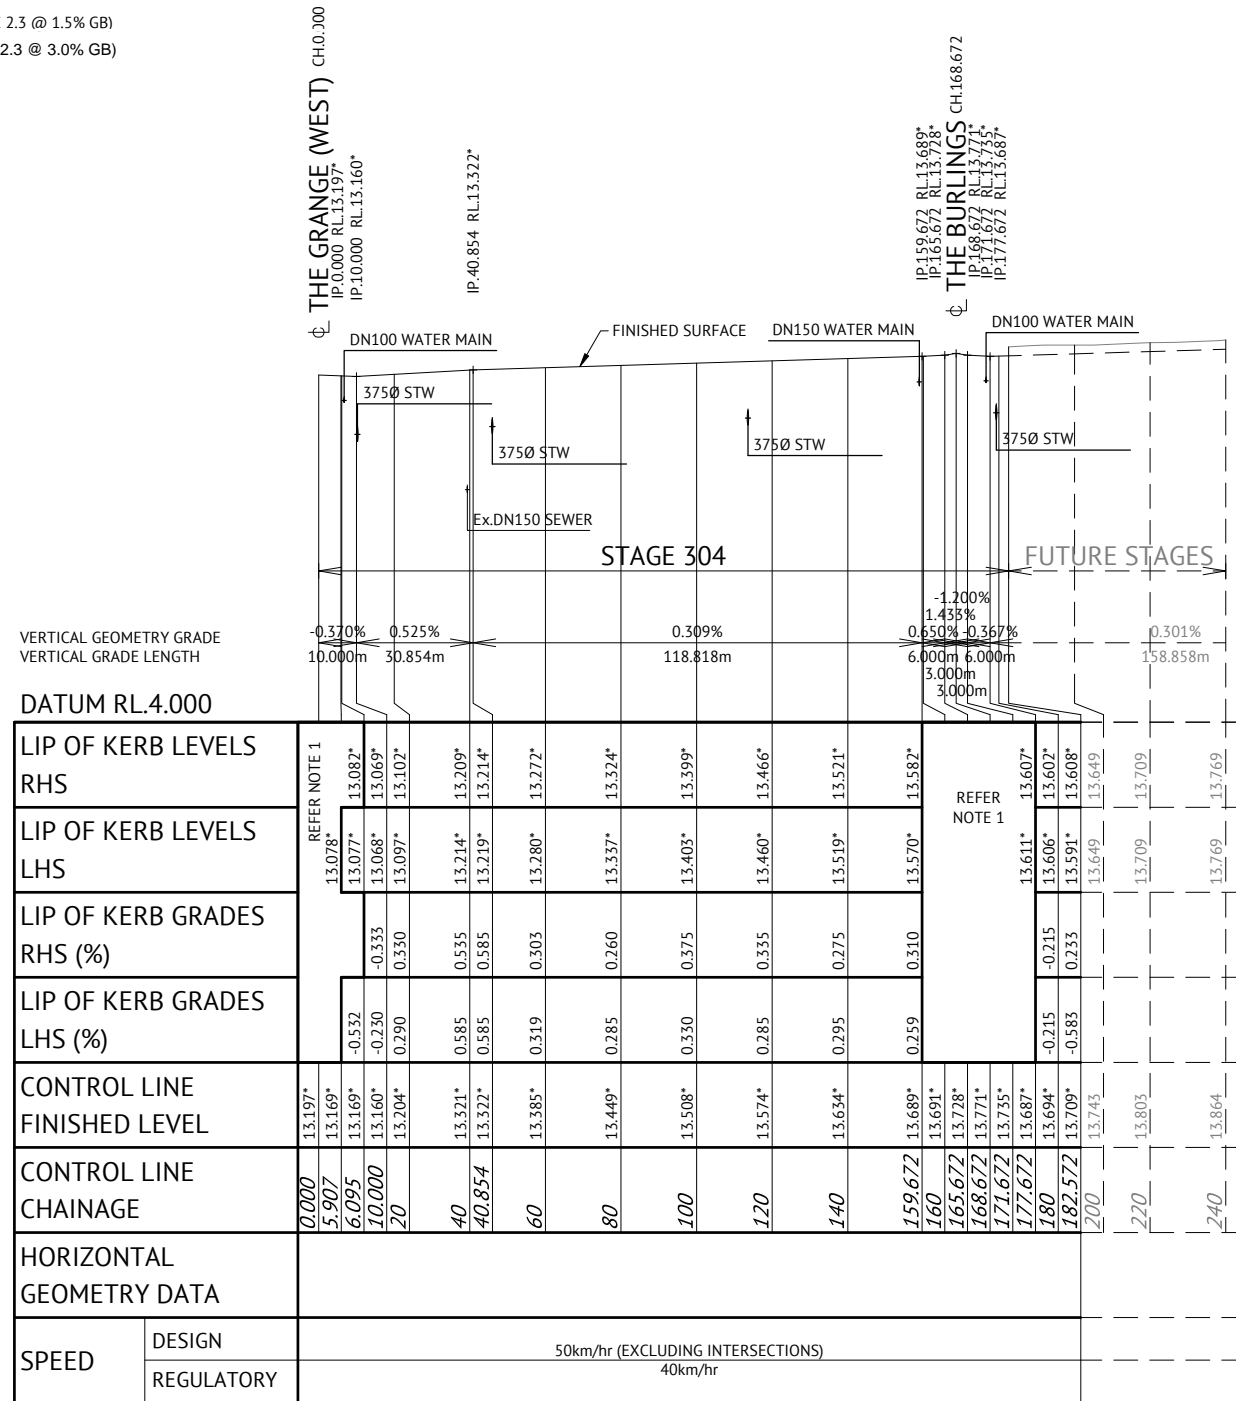 2.3 @ 1.5% GB)
2.3 @ 3.0% GB)
THE GRANGE (WEST) CH.0.000
IP.0.000 RL.13.197*
IP.10.000 RL.13.160*
IP.40.854 RL.13.322*
IP.159.672 RL.13.689*
IP.165.672 RL.13.728*
THE BURLINGS CH.168.672
IP.168.672 RL.13.771*
IP.171.672 RL.13.735*
IP.177.672 RL.13.687*
DN100 WATER MAIN
FINISHED SURFACE
DN150 WATER MAIN
DN100 WATER MAIN
375Ø STW
375Ø STW
375Ø STW
375Ø STW
Ex.DN150 SEWER
STAGE 304
FUTURE STAGES
VERTICAL GEOMETRY GRADE -0.370% 0.525% 0.309% 0.650% 1.433% -1.200% -0.367% 0.301%
VERTICAL GRADE LENGTH 10.000m 30.854m 118.818m 6.000m 3.000m 3.000m 6.000m 158.858m
DATUM RL.4.000
LIP OF KERB LEVELS
RHS
REFER NOTE 1
13.082* 13.069* 13.102* 13.209* 13.214* 13.272* 13.324* 13.399* 13.466* 13.521* 13.582*
REFER
NOTE 1
13.607* 13.602* 13.608* 13.649 13.709 13.769
LIP OF KERB LEVELS
LHS
13.078* 13.077* 13.068* 13.097* 13.214* 13.219* 13.280* 13.337* 13.403* 13.460* 13.519* 13.570* 13.611* 13.606* 13.591* 13.649 13.709 13.769
LIP OF KERB GRADES
RHS (%)
-0.333 0.330 0.535 0.585 0.303 0.260 0.375 0.335 0.275 0.310 -0.215 0.233
LIP OF KERB GRADES
LHS (%)
-0.532 -0.230 0.290 0.585 0.585 0.319 0.285 0.330 0.285 0.295 0.259 -0.215 -0.583
CONTROL LINE
FINISHED LEVEL
13.197* 13.169* 13.169* 13.160* 13.204* 13.321* 13.322* 13.385* 13.449* 13.508* 13.574* 13.634* 13.689* 13.691* 13.728* 13.771* 13.735* 13.687* 13.694* 13.709* 13.743 13.803 13.864
CONTROL LINE
CHAINAGE
0.000 5.907 6.095 10.000 20 40 40.854 60 80 100 120 140 159.672 160 165.672 168.672 171.672 177.672 180 182.572 200 220 240
HORIZONTAL
GEOMETRY DATA
SPEED
DESIGN
50km/hr (EXCLUDING INTERSECTIONS)
REGULATORY
40km/hr